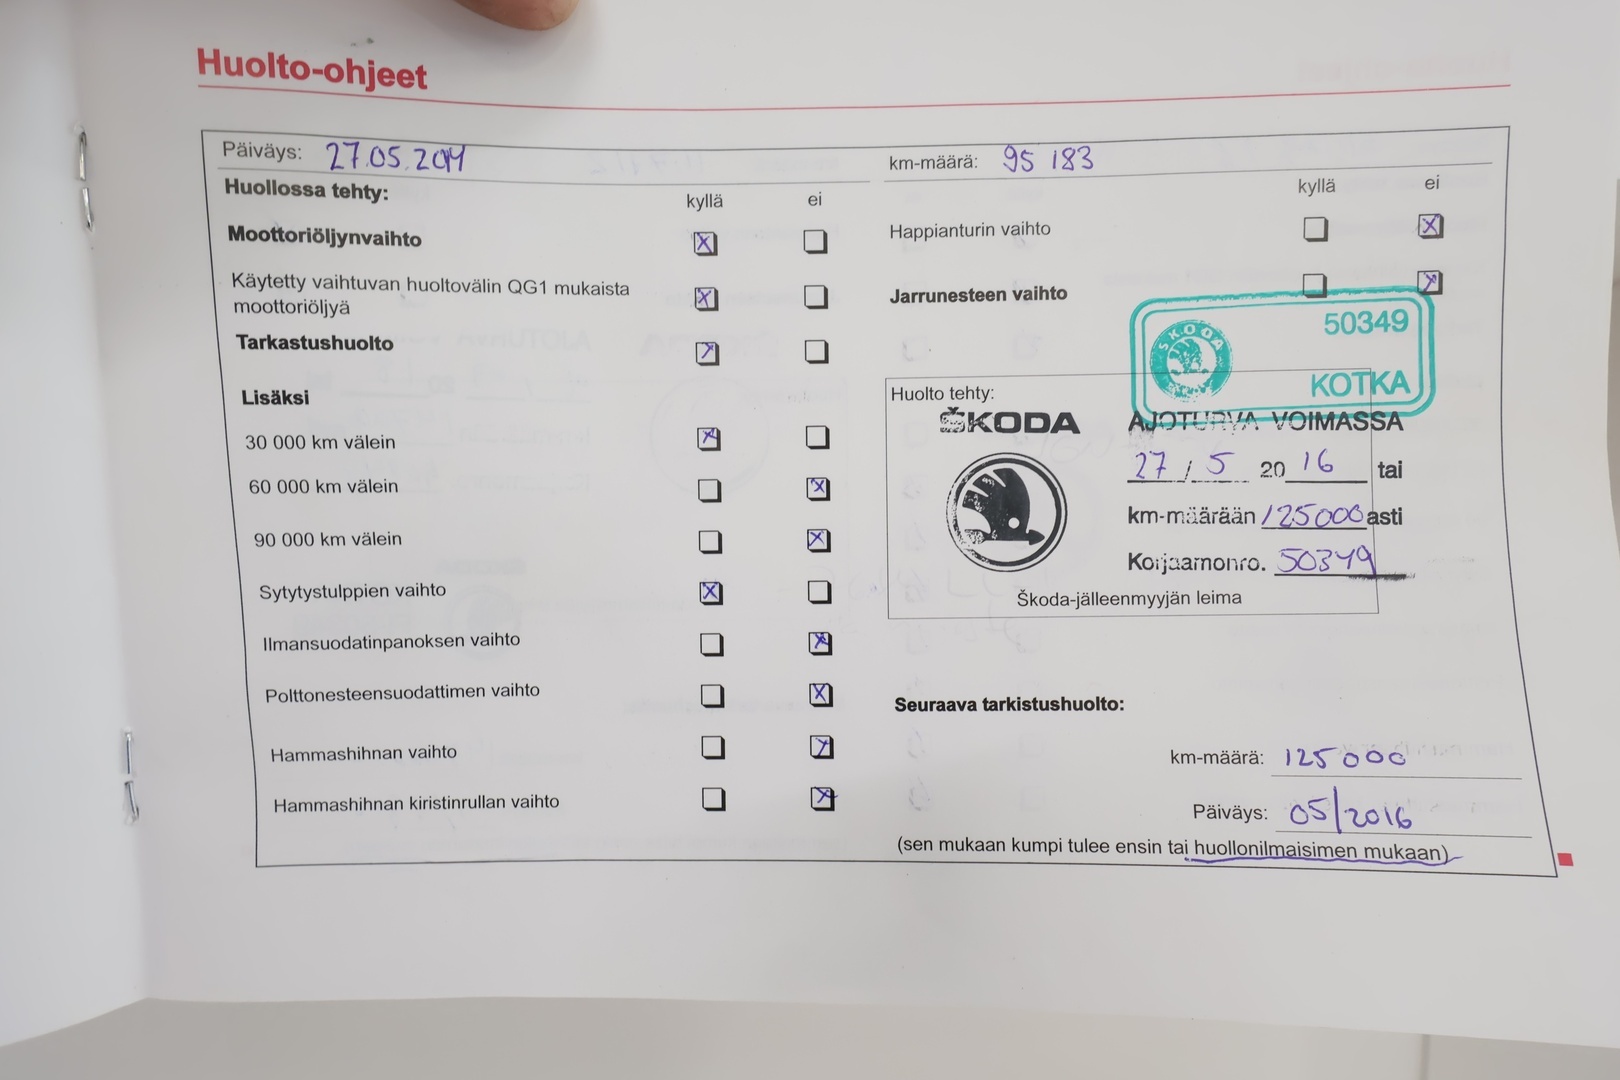 Huolto-ohjeet
Päiväys: 27.05.2014
Huollossa tehty:
kyllä ei
Moottoriöljynvaihto
Käytetty vaihtuvan huoltovälin QG1 mukaista
moottoriöljyä
Tarkastushuolto
Lisäksi
30 000 km välein
60 000 km välein
90 000 km välein
Sytytystulppien vaihto
Ilmansuodatinpanoksen vaihto
Polttonesteensuodattimen vaihto
Hammashihnan vaihto
Hammashihnan kiristinrullan vaihto
km-määrä: 95 183
kyllä ei
Happianturin vaihto
Jarrunesteen vaihto
ŠKODA
50349
KOTKA
Huolto tehty:
ŠKODA
AJOTURVA VOIMASSA
27 / 5 2016 tai
km-määrään 125000 asti
Korjaamonro. 50349
Škoda-jälleenmyyjän leima
Seuraava tarkistushuolto:
km-määrä: 125 000
Päiväys: 05/2016
(sen mukaan kumpi tulee ensin tai huollonilmaisimen mukaan)